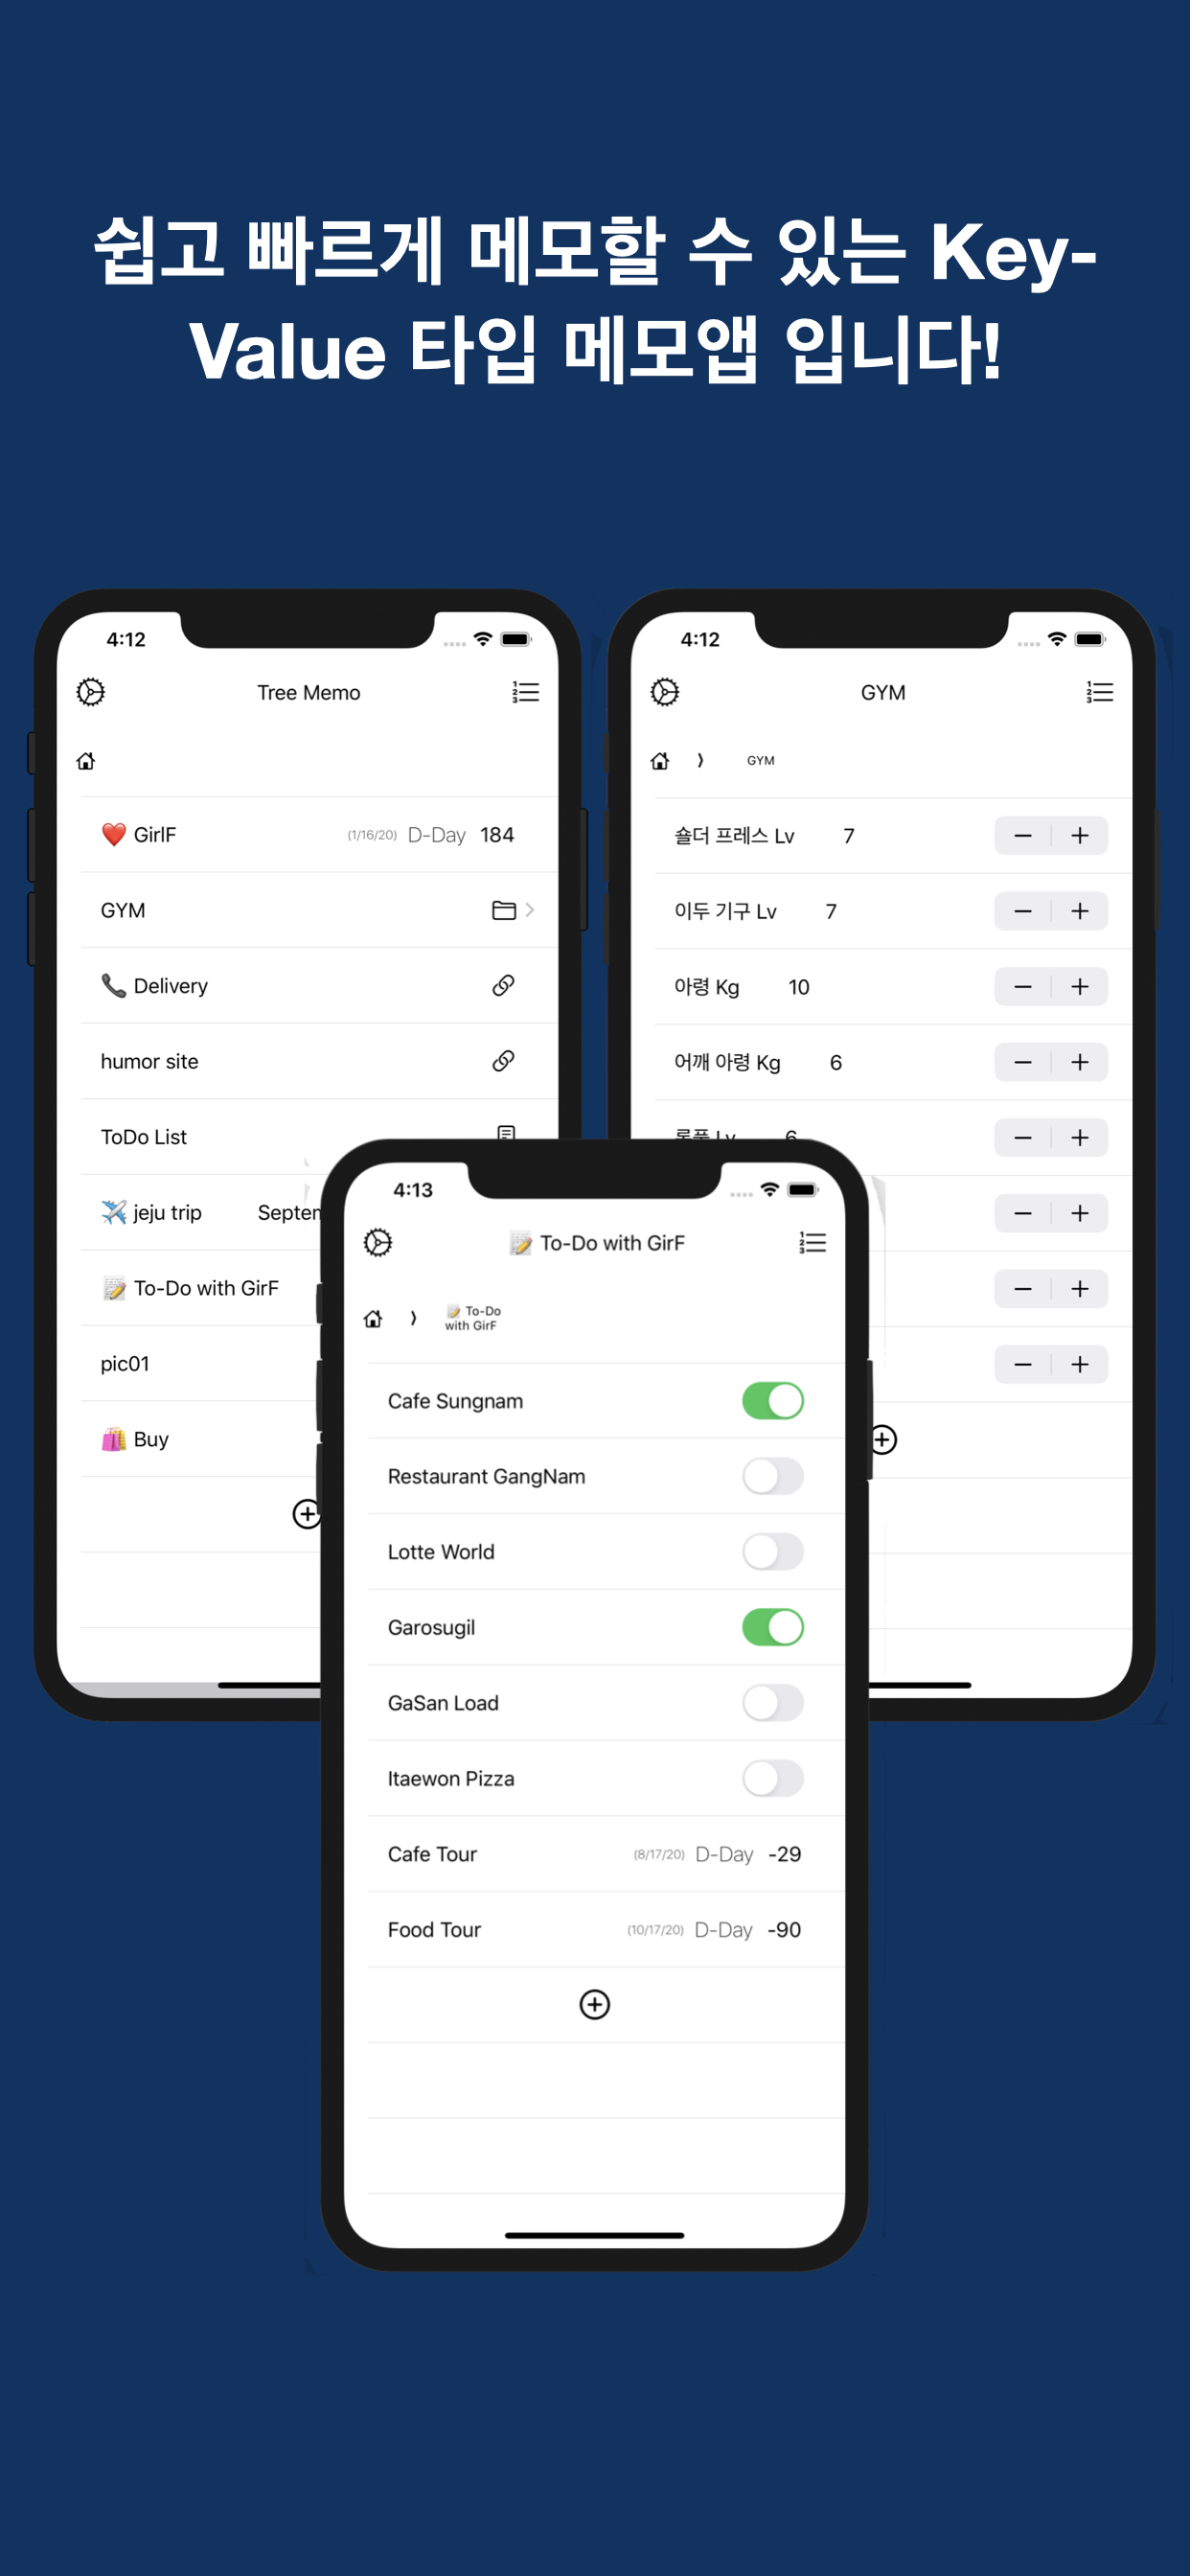 쉽고 빠르게 메모할 수 있는 Key-
Value 타입 메모앱 입니다!
4:12
Tree Memo
❤️ GirlF (1/16/20) D-Day 184
GYM
📞 Delivery
humor site
ToDo List
✈️ jeju trip
📝 To-Do with GirF
pic01
🛍️ Buy
4:12
GYM
GYM
숄더 프레스 Lv 7
이두 기구 Lv 7
아령 Kg 10
어깨 아령 Kg 6
4:13
📝 To-Do with GirF
📝 To-Do
with GirF
Cafe Sungnam
Restaurant GangNam
Lotte World
Garosugil
GaSan Load
Itaewon Pizza
Cafe Tour (8/17/20) D-Day -29
Food Tour (10/17/20) D-Day -90